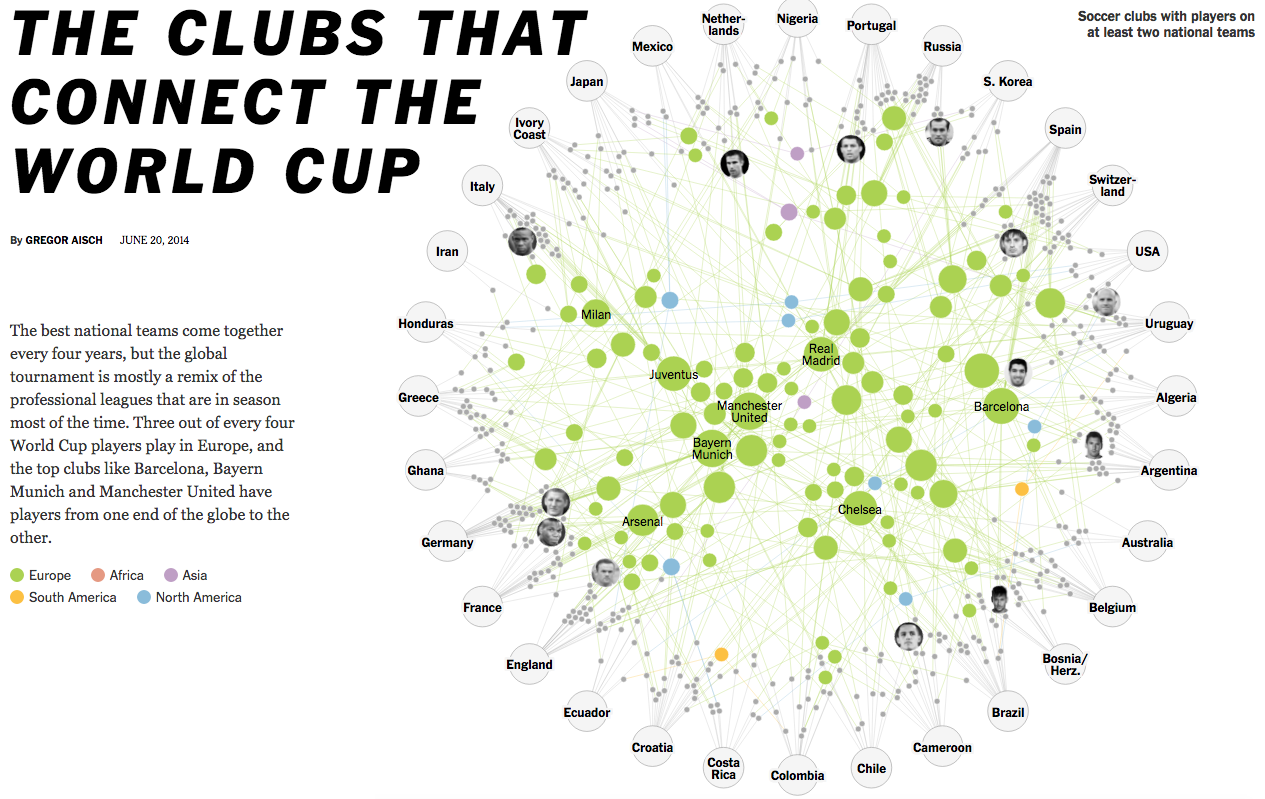 THE CLUBS THAT
CONNECT THE
WORLD CUP
By GREGOR AISCH JUNE 20, 2014
The best national teams come together
every four years, but the global
tournament is mostly a remix of the
professional leagues that are in season
most of the time. Three out of every four
World Cup players play in Europe, and
the top clubs like Barcelona, Bayern
Munich and Manchester United have
players from one end of the globe to the
other.
Europe Africa Asia
South America North America
Soccer clubs with players on
at least two national teams
Nether-
lands
Nigeria
Portugal
Mexico
Russia
Japan
S. Korea
Ivory
Coast
Spain
Italy
Switzer-
land
Iran
USA
Honduras
Uruguay
Greece
Algeria
Ghana
Argentina
Germany
Australia
France
Belgium
England
Bosnia/
Herz.
Ecuador
Brazil
Croatia
Cameroon
Costa
Rica
Colombia
Chile
Milan
Real
Madrid
Juventus
Manchester
United
Barcelona
Bayern
Munich
Arsenal
Chelsea